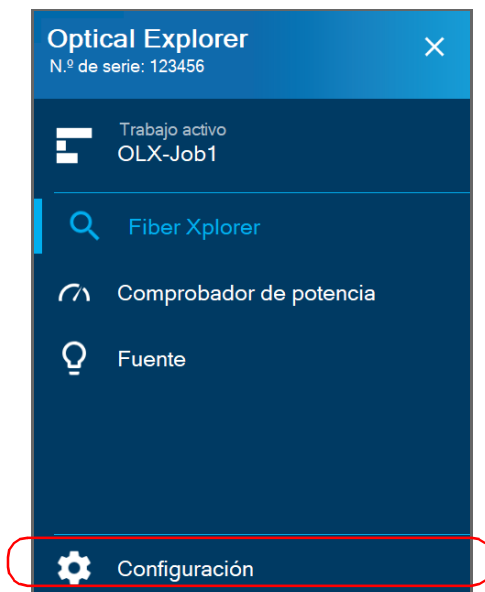 Optical Explorer
N.º de serie: 123456
Trabajo activo
OLX-Job1
Fiber Xplorer
Comprobador de potencia
Fuente
Configuración